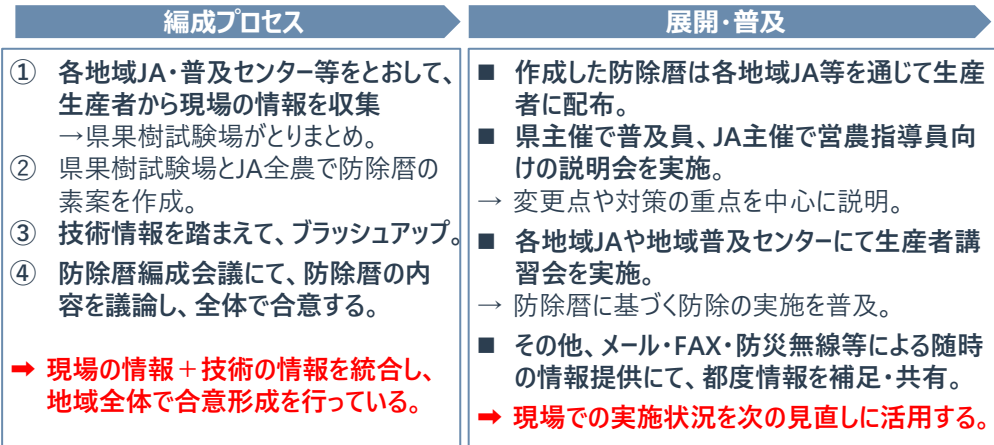 編成プロセス
① 各地域JA・普及センター等をとおして、
生産者から現場の情報を収集
→県果樹試験場がとりまとめ。
② 県果樹試験場とJA全農で防除暦の
素案を作成。
③ 技術情報を踏まえて、ブラッシュアップ。
④ 防除暦編成会議にて、防除暦の内
容を議論し、全体で合意する。
➡ 現場の情報＋技術の情報を統合し、
地域全体で合意形成を行っている。
展開・普及
■ 作成した防除暦は各地域JA等を通じて生産
者に配布。
■ 県主催で普及員、JA主催で営農指導員向
けの説明会を実施。
→ 変更点や対策の重点を中心に説明。
■ 各地域JAや地域普及センターにて生産者講
習会を実施。
→ 防除暦に基づく防除の実施を普及。
■ その他、メール・FAX・防災無線等による随時
の情報提供にて、都度情報を補足・共有。
➡ 現場での実施状況を次の見直しに活用する。